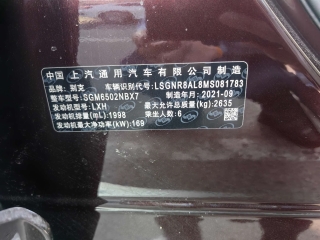 中国 上汽通用汽车有限公司制造
品牌：别克 车辆识别代号：LSGNR8AL8MS081783
整车型号：SGM6502NBX7 制造年月：2021-09
发动机型号：LXH 最大允许总质量(kg)：2635
发动机排量(mL)：1998 乘坐人数：6
发动机最大净功率(kW)：169